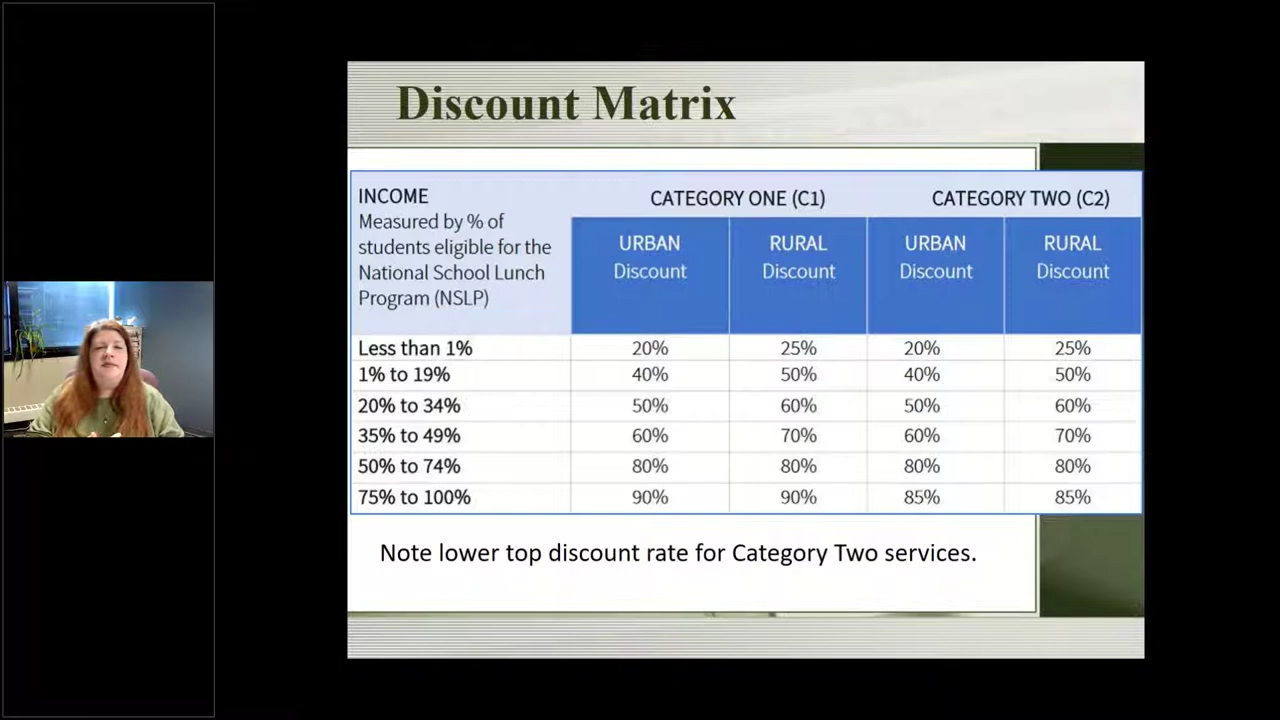 Discount Matrix
INCOME
Measured by % of
students eligible for the
National School Lunch
Program (NSLP)
CATEGORY ONE (C1)
CATEGORY TWO (C2)
URBAN
Discount
RURAL
Discount
URBAN
Discount
RURAL
Discount
Less than 1% 20% 25% 20% 25%
1% to 19% 40% 50% 40% 50%
20% to 34% 50% 60% 50% 60%
35% to 49% 60% 70% 60% 70%
50% to 74% 80% 80% 80% 80%
75% to 100% 90% 90% 85% 85%
Note lower top discount rate for Category Two services.